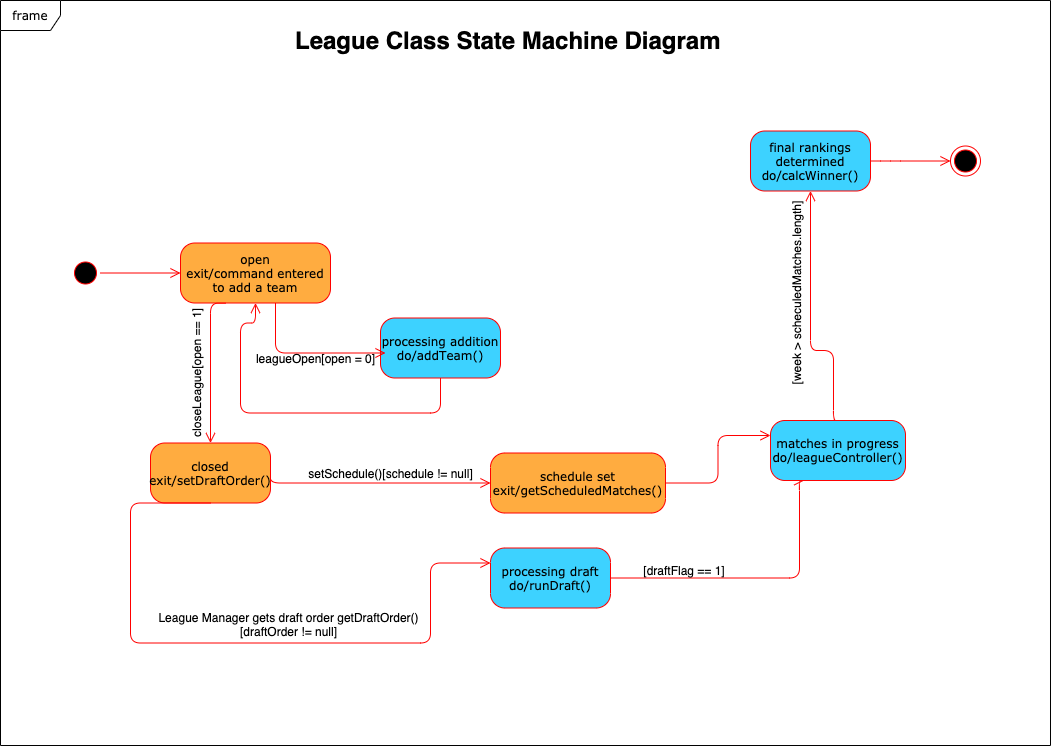 frame
League Class State Machine Diagram
final rankings
determined
do/calcWinner()
[week > scheculedMatches.length]
open
exit/command entered
to add a team
closeLeague[open == 1]
leagueOpen[open = 0]
processing addition
do/addTeam()
closed
exit/setDraftOrder()
setSchedule()[schedule != null]
schedule set
exit/getScheduledMatches()
matches in progress
do/leagueController()
processing draft
do/runDraft()
[draftFlag == 1]
League Manager gets draft order getDraftOrder()
[draftOrder != null]